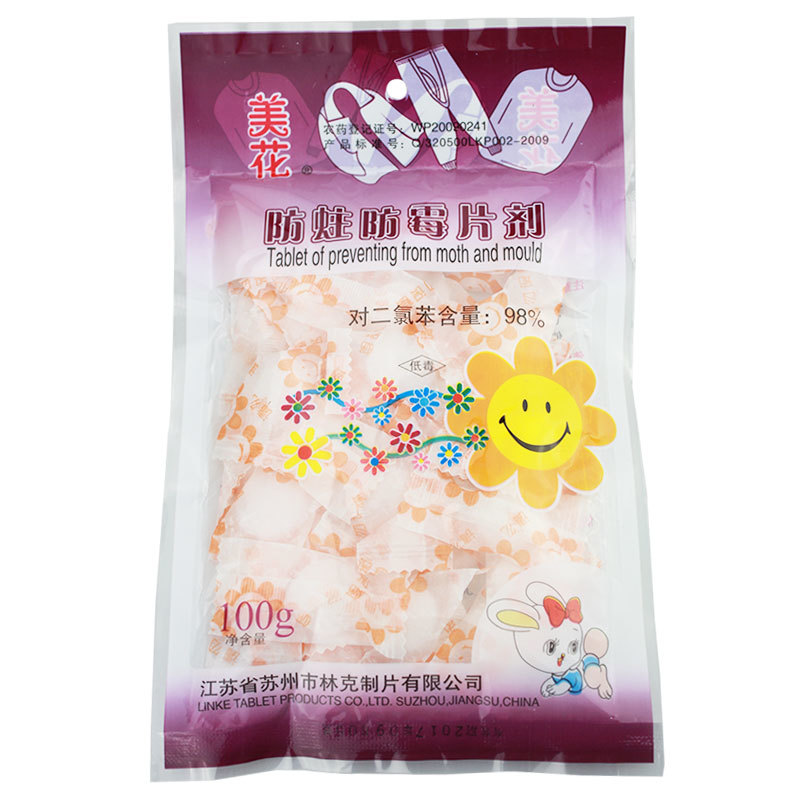 美花®
美花
农药登记证号: WP20090241
产品标准号: Q/320500LKP002-2009
防蛀防霉片剂
Tablet of preventing from moth and mould
对二氯苯含量: 98%
低毒
100g
净含量
江苏省苏州市林克制片有限公司
LINKE TABLET PRODUCTS CO.,LTD. SUZHOU,JIANGSU,CHINA